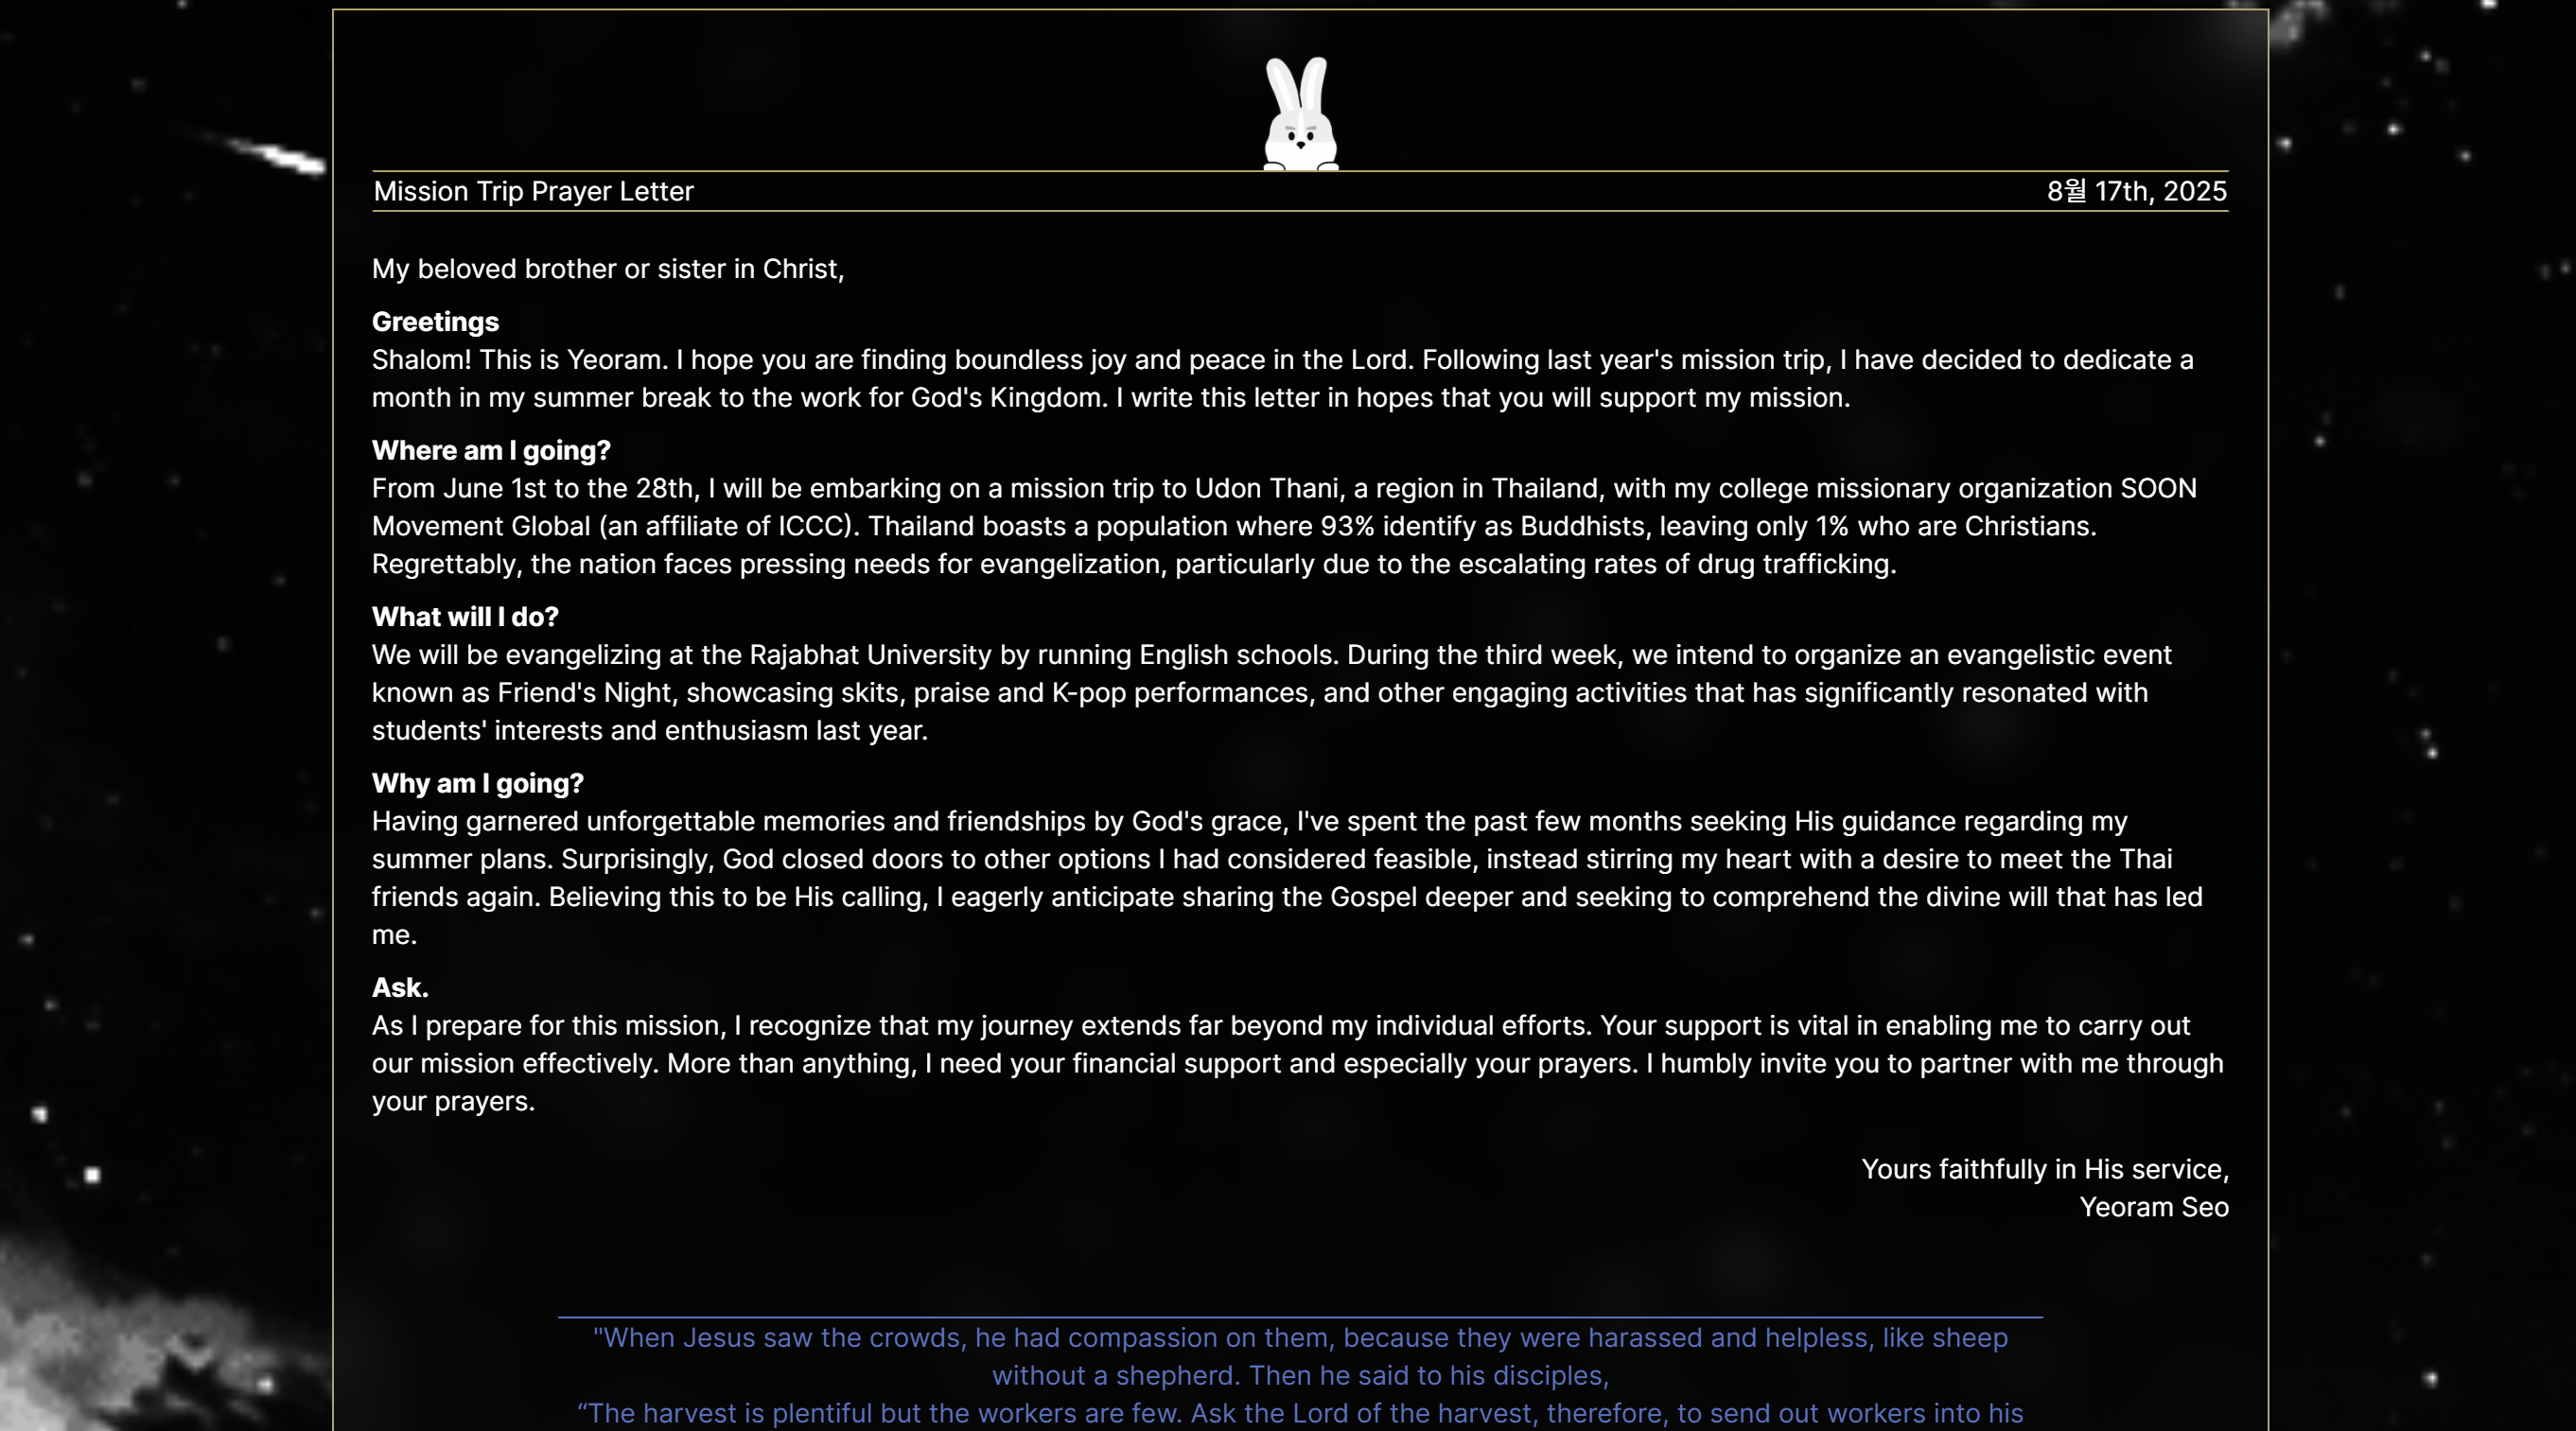 Mission Trip Prayer Letter
8월 17th, 2025
My beloved brother or sister in Christ,
Greetings
Shalom! This is Yeoram. I hope you are finding boundless joy and peace in the Lord. Following last year's mission trip, I have decided to dedicate a
month in my summer break to the work for God's Kingdom. I write this letter in hopes that you will support my mission.
Where am I going?
From June 1st to the 28th, I will be embarking on a mission trip to Udon Thani, a region in Thailand, with my college missionary organization SOON
Movement Global (an affiliate of ICCC). Thailand boasts a population where 93% identify as Buddhists, leaving only 1% who are Christians.
Regrettably, the nation faces pressing needs for evangelization, particularly due to the escalating rates of drug trafficking.
What will I do?
We will be evangelizing at the Rajabhat University by running English schools. During the third week, we intend to organize an evangelistic event
known as Friend's Night, showcasing skits, praise and K-pop performances, and other engaging activities that has significantly resonated with
students' interests and enthusiasm last year.
Why am I going?
Having garnered unforgettable memories and friendships by God's grace, I've spent the past few months seeking His guidance regarding my
summer plans. Surprisingly, God closed doors to other options I had considered feasible, instead stirring my heart with a desire to meet the Thai
friends again. Believing this to be His calling, I eagerly anticipate sharing the Gospel deeper and seeking to comprehend the divine will that has led
me.
Ask.
As I prepare for this mission, I recognize that my journey extends far beyond my individual efforts. Your support is vital in enabling me to carry out
our mission effectively. More than anything, I need your financial support and especially your prayers. I humbly invite you to partner with me through
your prayers.
Yours faithfully in His service,
Yeoram Seo
"When Jesus saw the crowds, he had compassion on them, because they were harassed and helpless, like sheep
without a shepherd. Then he said to his disciples,
“The harvest is plentiful but the workers are few. Ask the Lord of the harvest, therefore, to send out workers into his